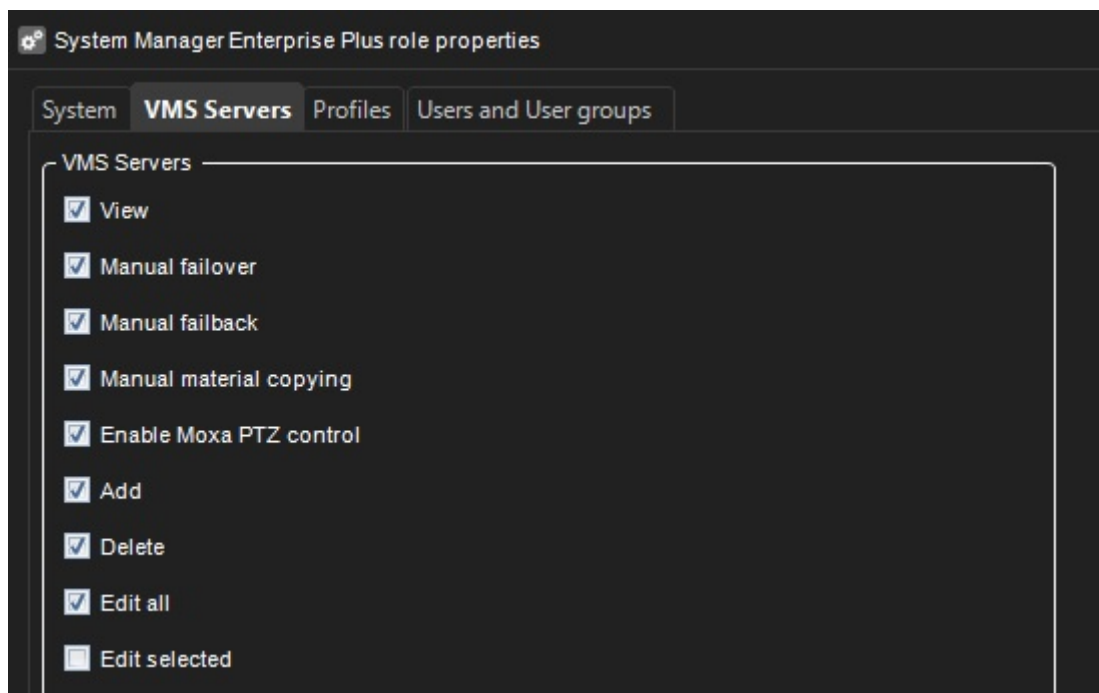 System Manager Enterprise Plus role properties
System VMS Servers Profiles Users and User groups
VMS Servers
View
Manual failover
Manual failback
Manual material copying
Enable Moxa PTZ control
Add
Delete
Edit all
Edit selected